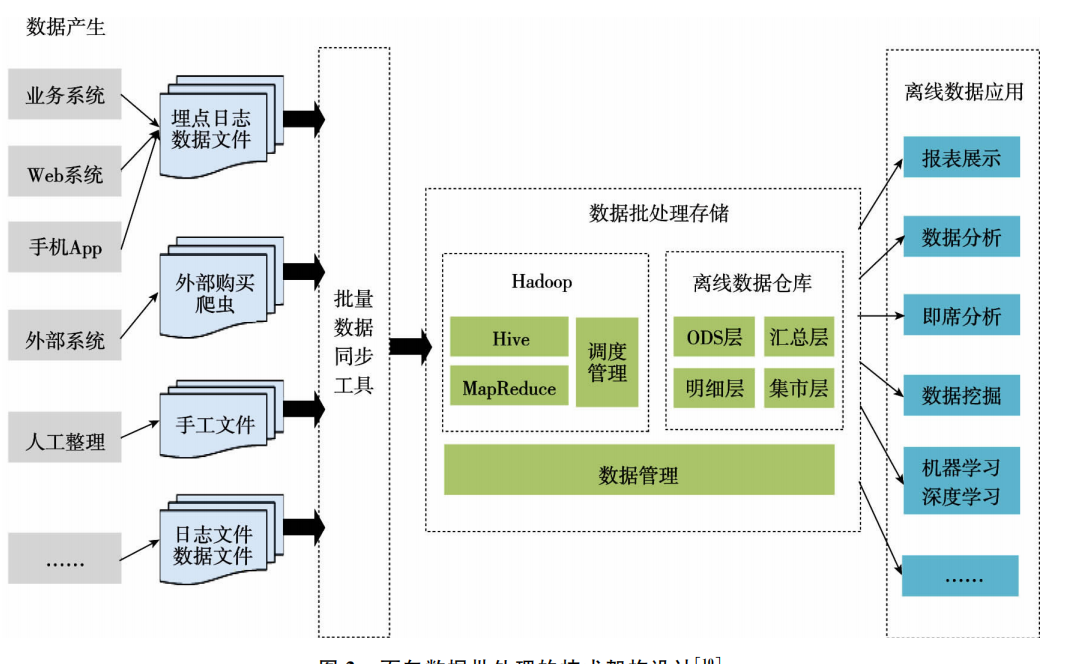 数据产生
业务系统
Web系统
手机App
外部系统
人工整理
……
埋点日志
数据文件
外部购买
爬虫
手工文件
日志文件
数据文件
批量
数据
同步
工具
数据批处理存储
Hadoop
Hive
MapReduce
调度
管理
离线数据仓库
ODS层
汇总层
明细层
集市层
数据管理
离线数据应用
报表展示
数据分析
即席分析
数据挖掘
机器学习
深度学习
……